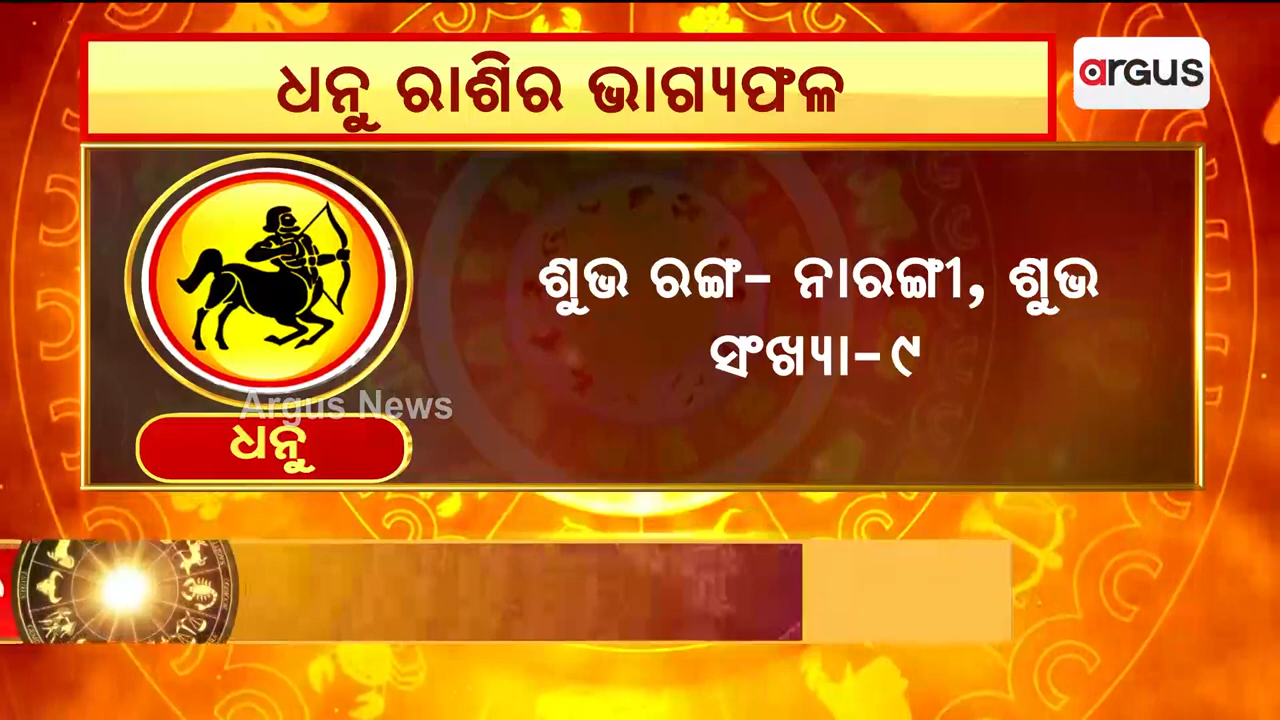 ଧନୁ ରାଶିର ଭାଗ୍ୟଫଳ
argus
ଶୁଭ ରଙ୍ଗ- ନାରଙ୍ଗୀ, ଶୁଭ
ସଂଖ୍ୟା-୯
Argus News
ଧନୁ